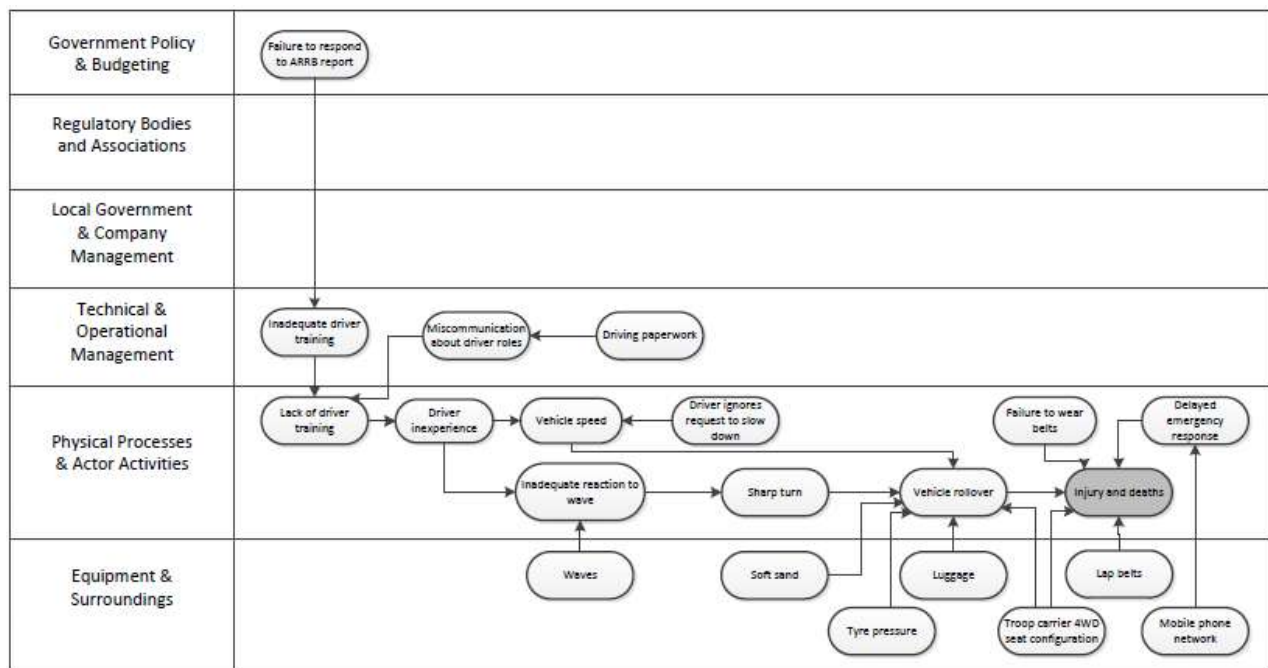 Government Policy
& Budgeting
Failure to respond
to ARRB report
Regulatory Bodies
and Associations
Local Government
& Company
Management
Technical &
Operational
Management
Inadequate driver
training
Miscommunication
about driver roles
Driving paperwork
Physical Processes
& Actor Activities
Lack of driver
training
Driver
inexperience
Vehicle speed
Driver ignores
request to slow
down
Failure to wear
belts
Delayed
emergency
response
Inadequate reaction to
wave
Sharp turn
Vehicle rollover
Injury and deaths
Equipment &
Surroundings
Waves
Soft sand
Luggage
Lap belts
Tyre pressure
Troop carrier 4WD
seat configuration
Mobile phone
network